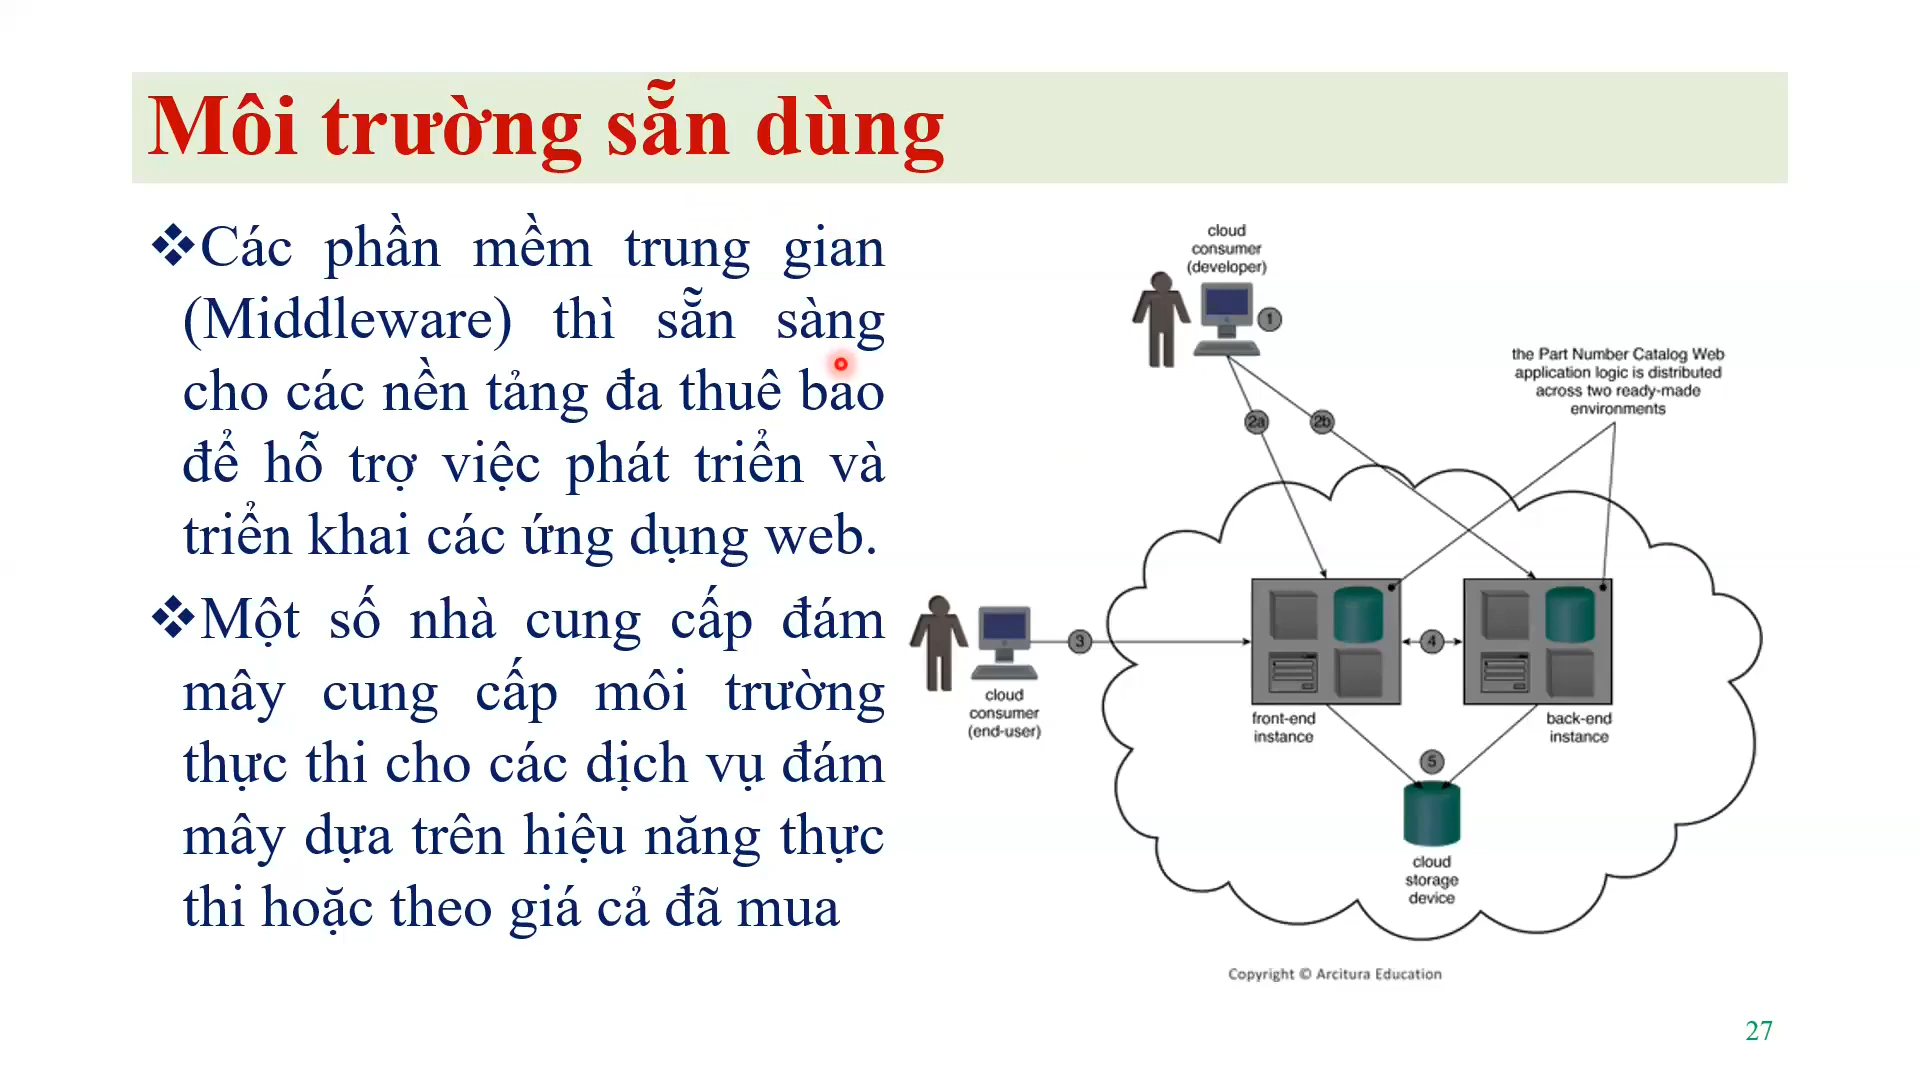 Môi trường sẵn dùng
❖Các phần mềm trung gian
(Middleware) thì sẵn sàng
cho các nền tảng đa thuê bao
để hỗ trợ việc phát triển và
triển khai các ứng dụng web.
❖Một số nhà cung cấp đám
mây cung cấp môi trường
thực thi cho các dịch vụ đám
mây dựa trên hiệu năng thực
thi hoặc theo giá cả đã mua
cloud
consumer
(developer)
1
the Part Number Catalog Web
application logic is distributed
across two ready-made
environments
2a
2b
3
4
cloud
consumer
(end-user)
front-end
instance
back-end
instance
5
cloud
storage
device
Copyright © Arcitura Education
27